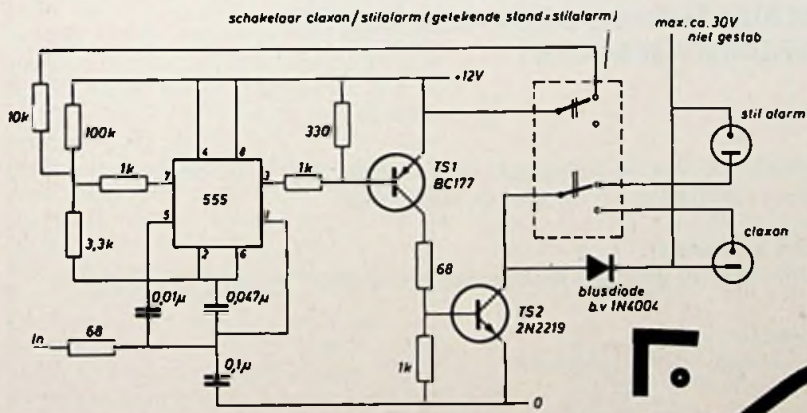 schakelaar claxon / stilalarm (getekende stand = stilalarm)
max. ca. 30V
niet gestab
+12V
10k
100k
330
stil alarm
1k
7
4
8
3
1k
TS1
BC177
555
5
1
2
6
3,3k
68
claxon
0,01µ
0,047µ
blusdiode
b.v 1N4004
TS2
2N2219
In
68
0,1µ
1k
0